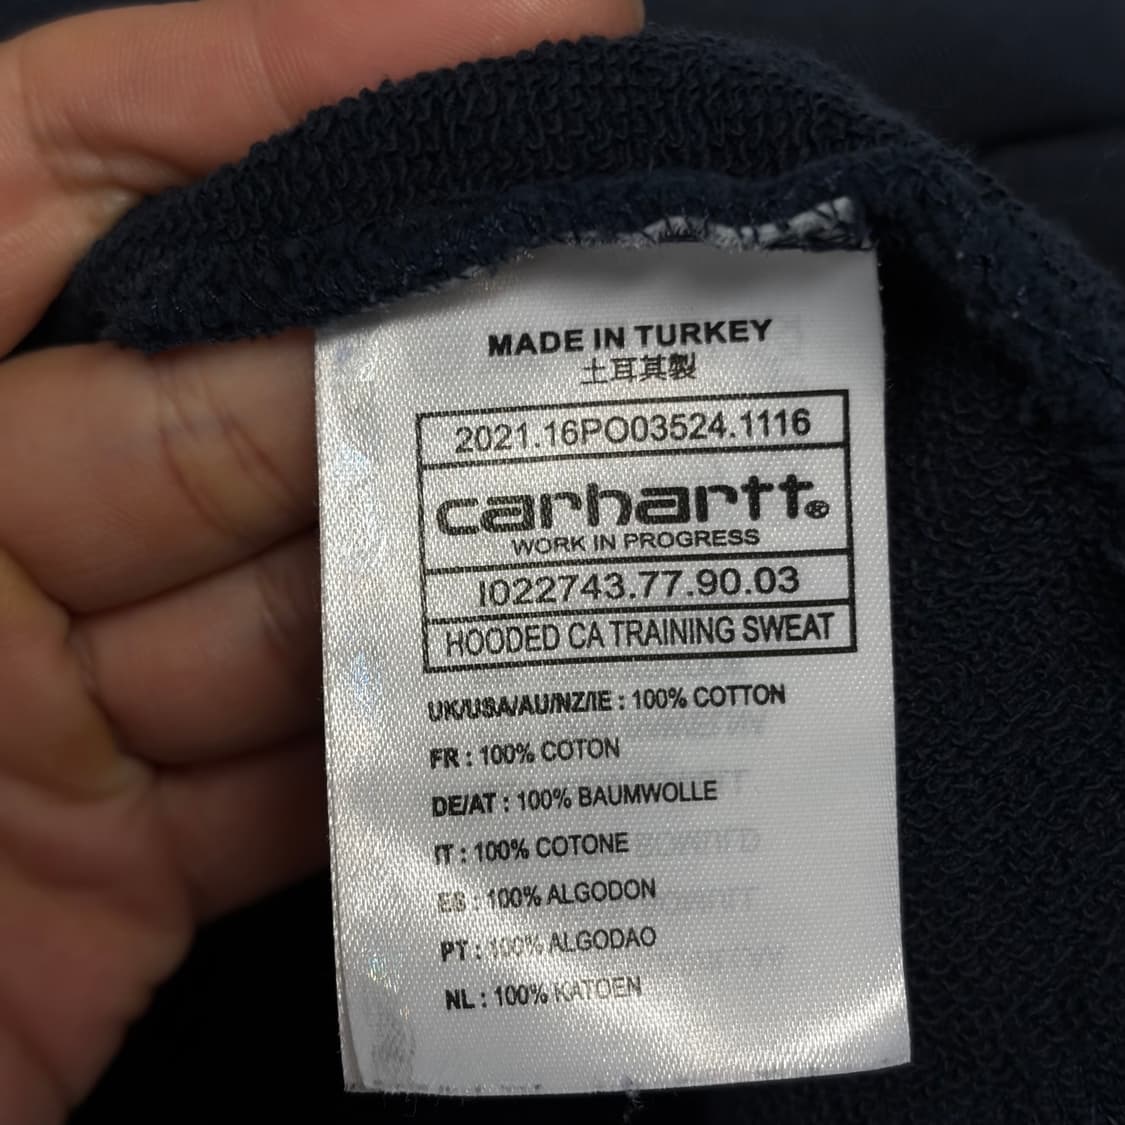 MADE IN TURKEY
土耳其製
2021.16PO03524.1116
carhartt®
WORK IN PROGRESS
I022743.77.90.03
HOODED CA TRAINING SWEAT
UK/USA/AU/NZ/IE : 100% COTTON
FR : 100% COTON
DE/AT : 100% BAUMWOLLE
IT : 100% COTONE
ES : 100% ALGODON
PT : 100% ALGODAO
NL : 100% KATOEN